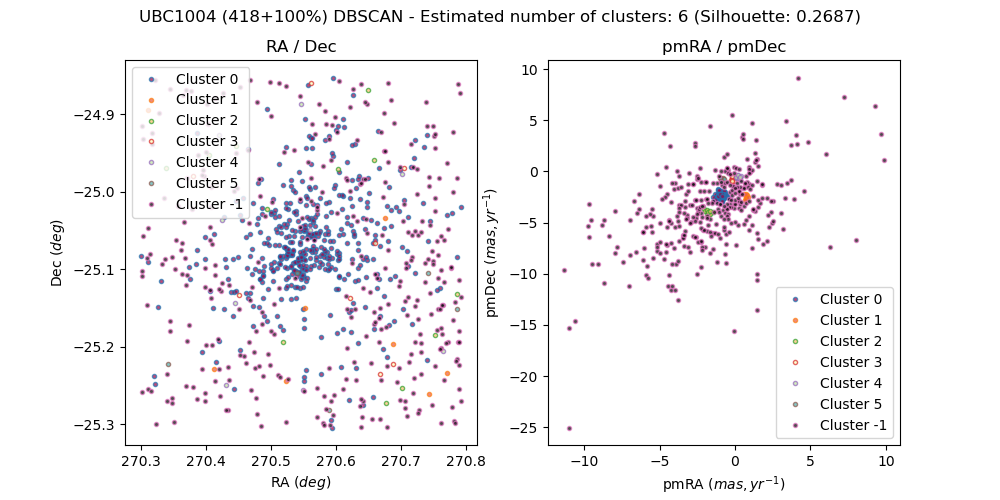 UBC1004 (418+100%) DBSCAN - Estimated number of clusters: 6 (Silhouette: 0.2687)
RA / Dec
Cluster 0
Cluster 1
Cluster 2
Cluster 3
Cluster 4
Cluster 5
Cluster -1
−24.9
−25.0
−25.1
−25.2
−25.3
Dec (deg)
270.3 270.4 270.5 270.6 270.7 270.8
RA (deg)
pmRA / pmDec
10
5
0
−5
−10
−15
−20
−25
pmDec (mas, yr⁻¹)
Cluster 0
Cluster 1
Cluster 2
Cluster 3
Cluster 4
Cluster 5
Cluster -1
−10 −5 0 5 10
pmRA (mas, yr⁻¹)